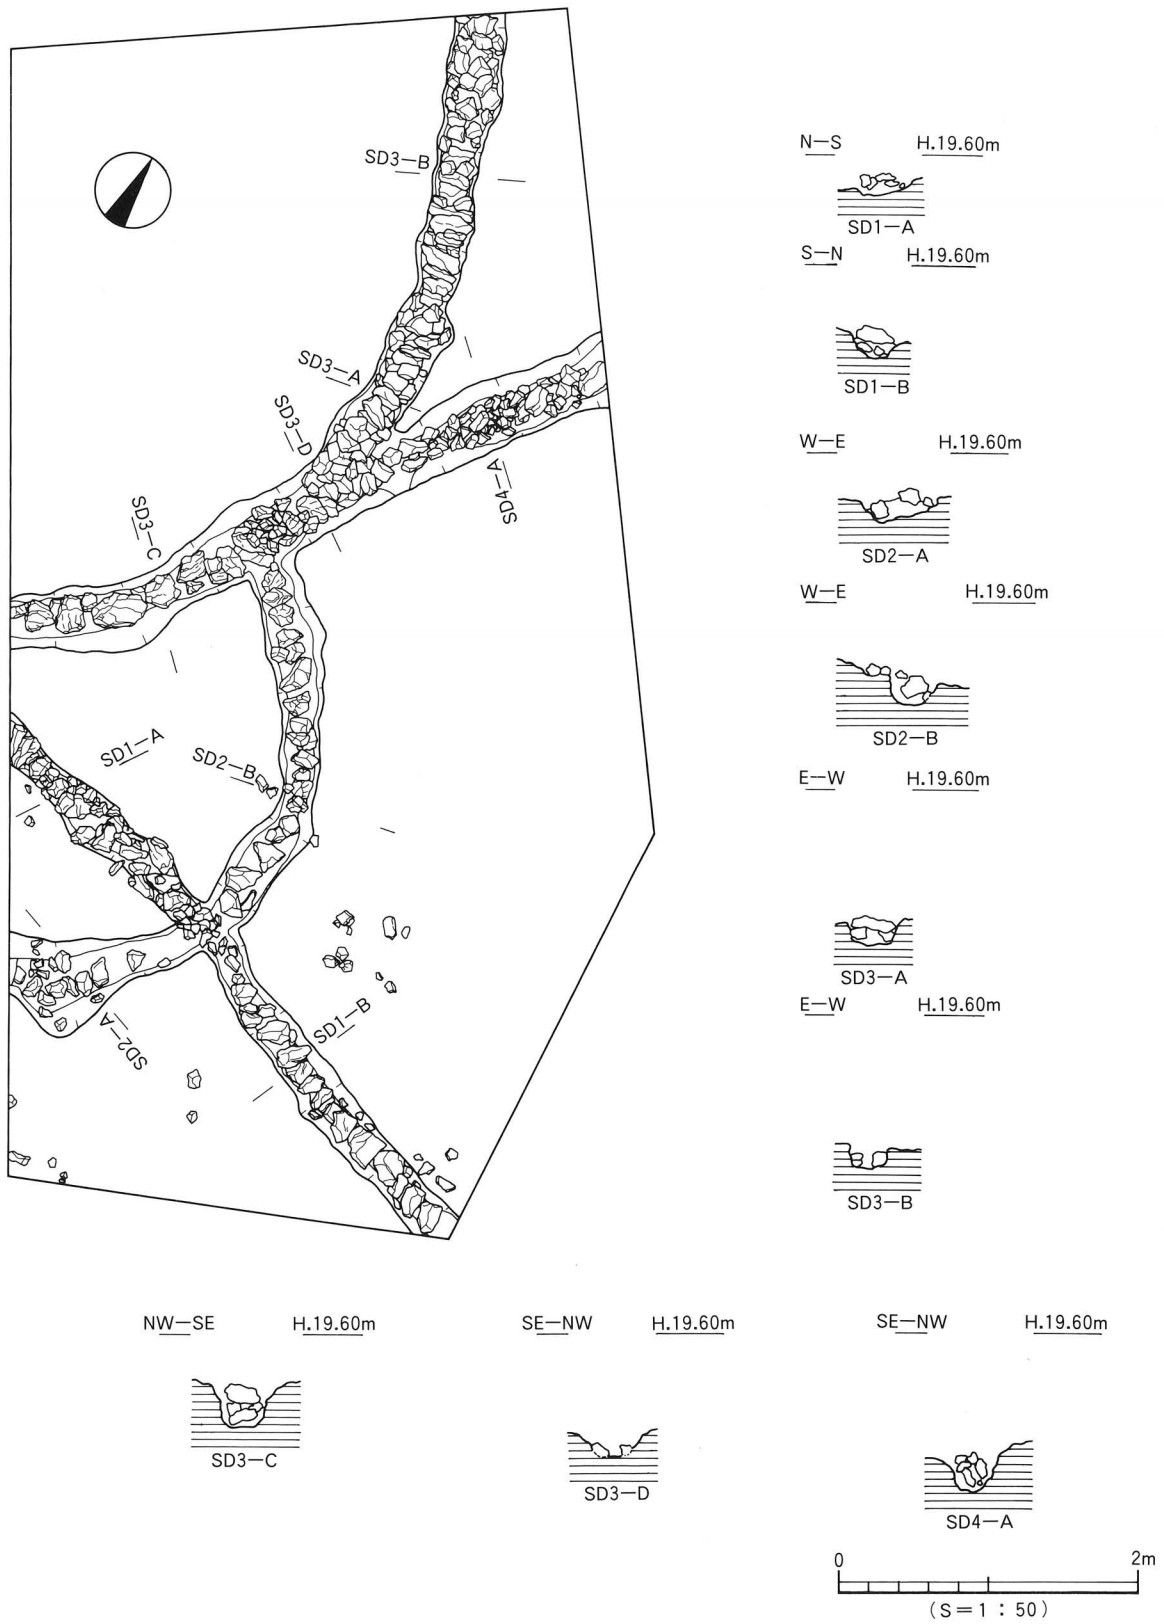 SD3—B
SD3—A
SD3—D
SD4—A
SD3—C
SD1—A
SD2—B
SD1—B
SD2—A
N—S H.19.60m
SD1—A
S—N H.19.60m
SD1—B
W—E H.19.60m
SD2—A
W—E H.19.60m
SD2—B
E—W H.19.60m
SD3—A
E—W H.19.60m
SD3—B
NW—SE H.19.60m
SD3—C
SE—NW H.19.60m
SD3—D
SE—NW H.19.60m
SD4—A
0 2m
(S=1:50)